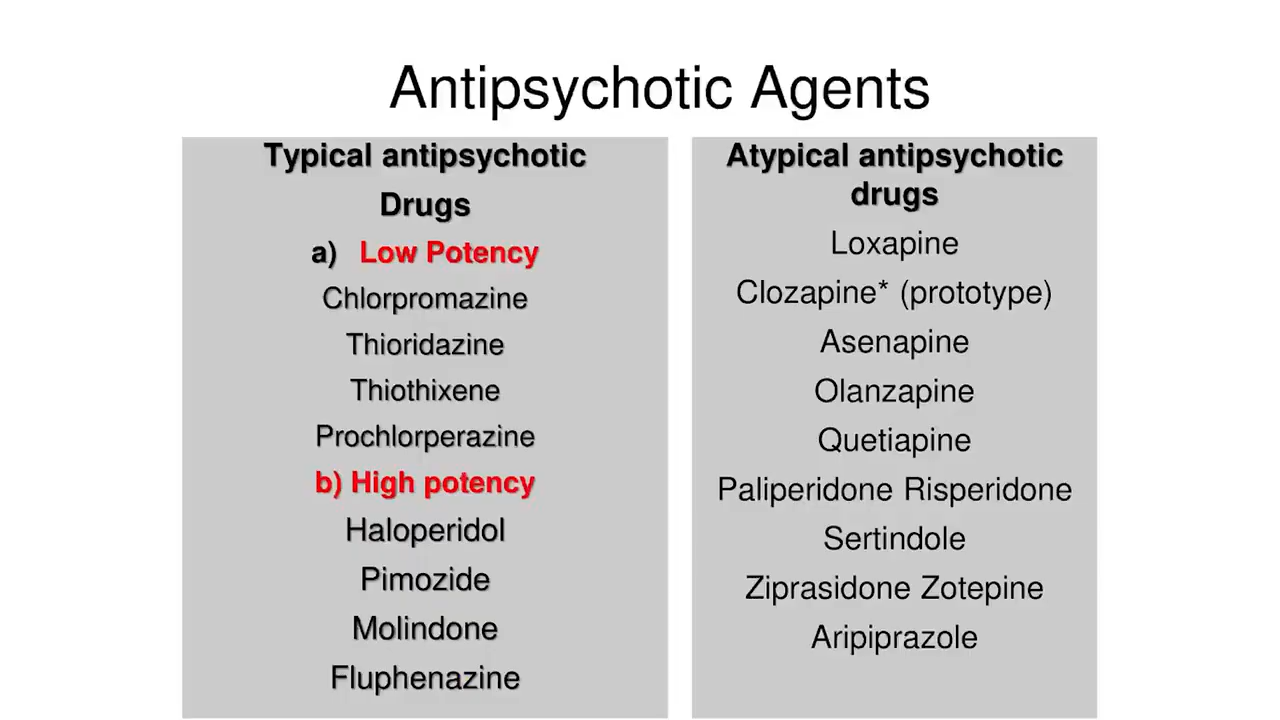 Antipsychotic Agents
Typical antipsychotic
Drugs
a) Low Potency
Chlorpromazine
Thioridazine
Thiothixene
Prochlorperazine
b) High potency
Haloperidol
Pimozide
Molindone
Fluphenazine
Atypical antipsychotic
drugs
Loxapine
Clozapine* (prototype)
Asenapine
Olanzapine
Quetiapine
Paliperidone Risperidone
Sertindole
Ziprasidone Zotepine
Aripiprazole